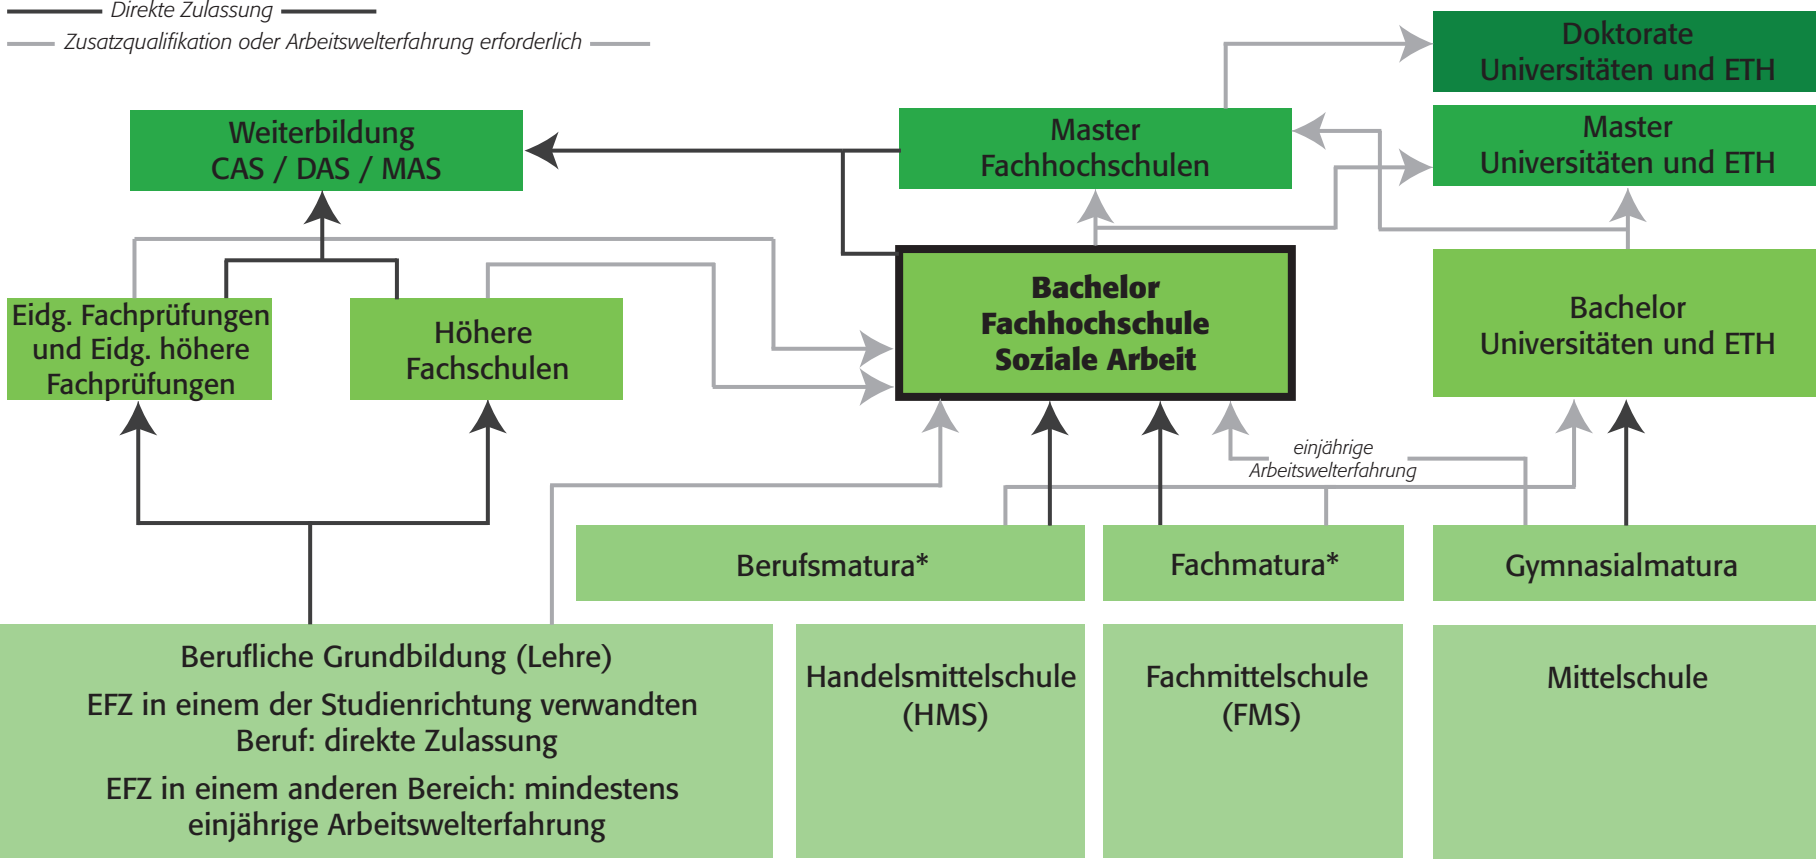 Direkte Zulassung
Zusatzqualifikation oder Arbeitswelterfahrung erforderlich
Doktorate
Universitäten und ETH
Weiterbildung
CAS / DAS / MAS
Master
Fachhochschulen
Master
Universitäten und ETH
Eidg. Fachprüfungen
und Eidg. höhere
Fachprüfungen
Höhere
Fachschulen
Bachelor
Fachhochschule
Soziale Arbeit
Bachelor
Universitäten und ETH
einjährige
Arbeitswelterfahrung
Berufsmatura*
Fachmatura*
Gymnasialmatura
Berufliche Grundbildung (Lehre)
EFZ in einem der Studienrichtung verwandten
Beruf: direkte Zulassung
EFZ in einem anderen Bereich: mindestens
einjährige Arbeitswelterfahrung
Handelsmittelschule
(HMS)
Fachmittelschule
(FMS)
Mittelschule